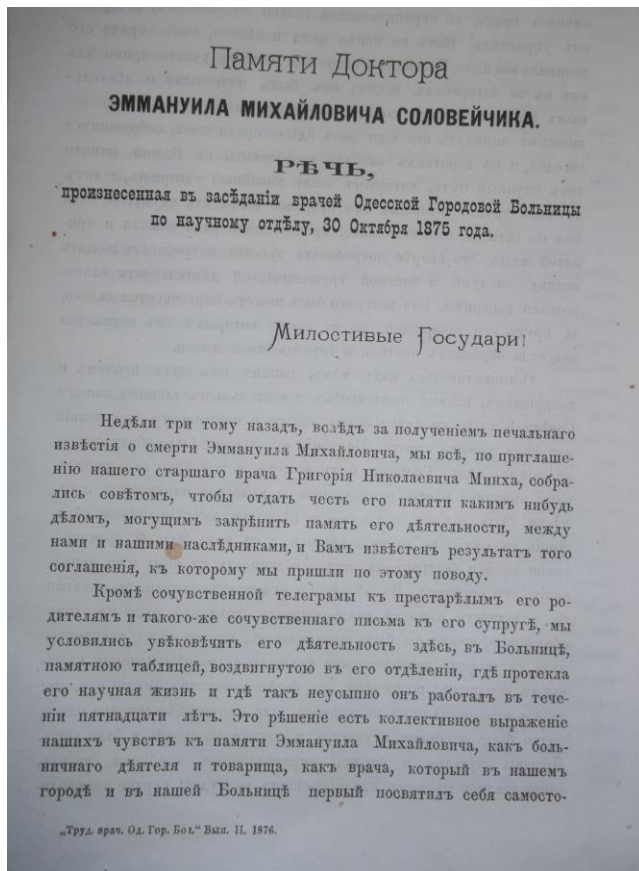 Памяти Доктора
ЭММАНУИЛА МИХАЙЛОВИЧА СОЛОВЕЙЧИКА.
РѢЧЬ,
произнесенная въ засѣданіи врачей Одесской Городовой Больницы
по научному отдѣлу, 30 Октября 1875 года.
Милостивые Государи!
Недѣли три тому назадъ, вслѣдъ за полученіемъ печальнаго
извѣстія о смерти Эммануила Михайловича, мы всѣ, по приглаше-
нію нашего старшаго врача Григорія Николаевича Минха, собра-
лись совѣтомъ, чтобы отдать честь его памяти какимъ нибудь
дѣломъ, могущимъ закрѣпить память его дѣятельности, между
нами и нашими наслѣдниками, и Вамъ извѣстенъ результатъ того
соглашенія, къ которому мы пришли по этому поводу.
Кромѣ сочувственной телеграмы къ престарѣлымъ его ро-
дителямъ и такого-же сочувственнаго письма къ его супругѣ, мы
условились увѣковѣчить его дѣятельность здѣсь, въ Больницѣ,
памятною таблицей, воздвигнутою въ его отдѣленіи, гдѣ протекла
его научная жизнь и гдѣ такъ неусыпно онъ работалъ въ тече-
ніи пятнадцати лѣтъ. Это рѣшеніе есть коллективное выраженіе
нашихъ чувствъ къ памяти Эммануила Михайловича, какъ боль-
ничнаго дѣятеля и товарища, какъ врача, который въ нашемъ
городѣ и въ нашей Больницѣ первый посвятилъ себя самосто-
„Труд. врач. Од. Гор. Бол.“ Вып. II. 1876.